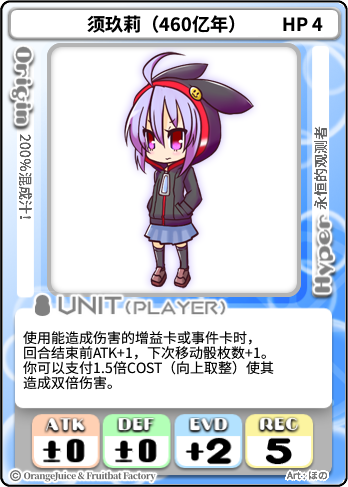 须玖莉（460亿年） HP 4
Origin
200%混成汁！
Hyper
永恒的观测者
UNIT(PLAYER)
使用能造成伤害的增益卡或事件卡时，
回合结束前ATK+1，下次移动骰枚数+1。
你可以支付1.5倍COST（向上取整）使其
造成双倍伤害。
ATK DEF EVD REC
±0 ±0 +2 5
© OrangeJuice & Fruitbat Factory Art.: ほの